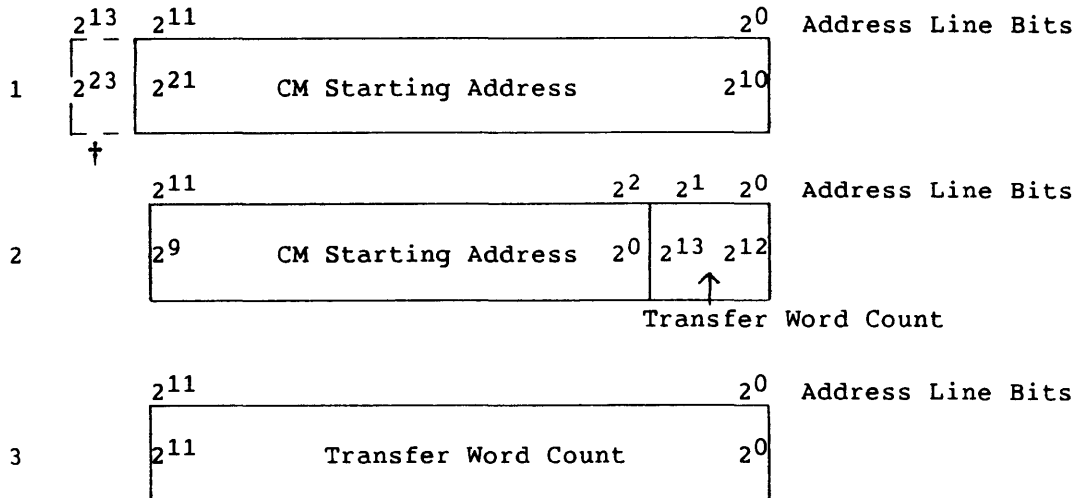 2^13 2^11 2^0 Address Line Bits
1 2^23 2^21 CM Starting Address 2^10
†
2^11 2^2 2^1 2^0 Address Line Bits
2 2^9 CM Starting Address 2^0 2^13 2^12
Transfer Word Count
2^11 2^0 Address Line Bits
3 2^11 Transfer Word Count 2^0